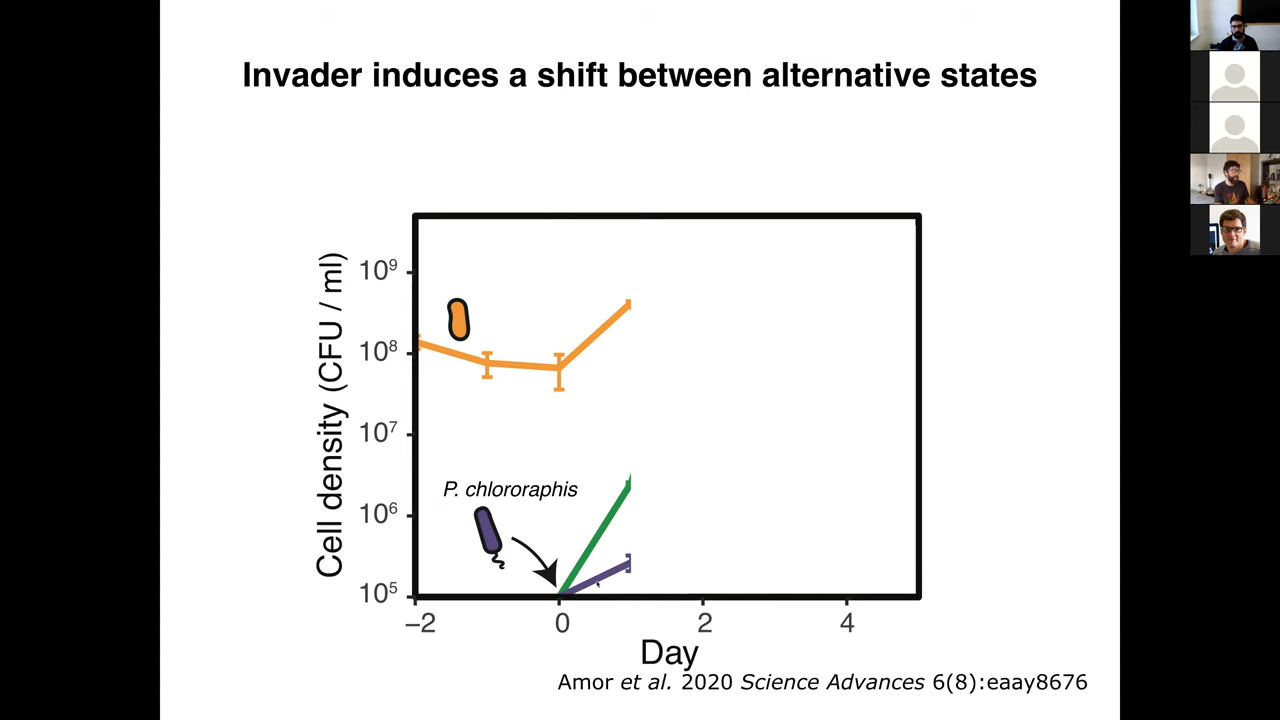 Invader induces a shift between alternative states
Cell density (CFU / ml)
10⁹
10⁸
10⁷
P. chlororaphis
10⁶
10⁵
−2
0
2
4
Day
Amor et al. 2020 Science Advances 6(8):eaay8676